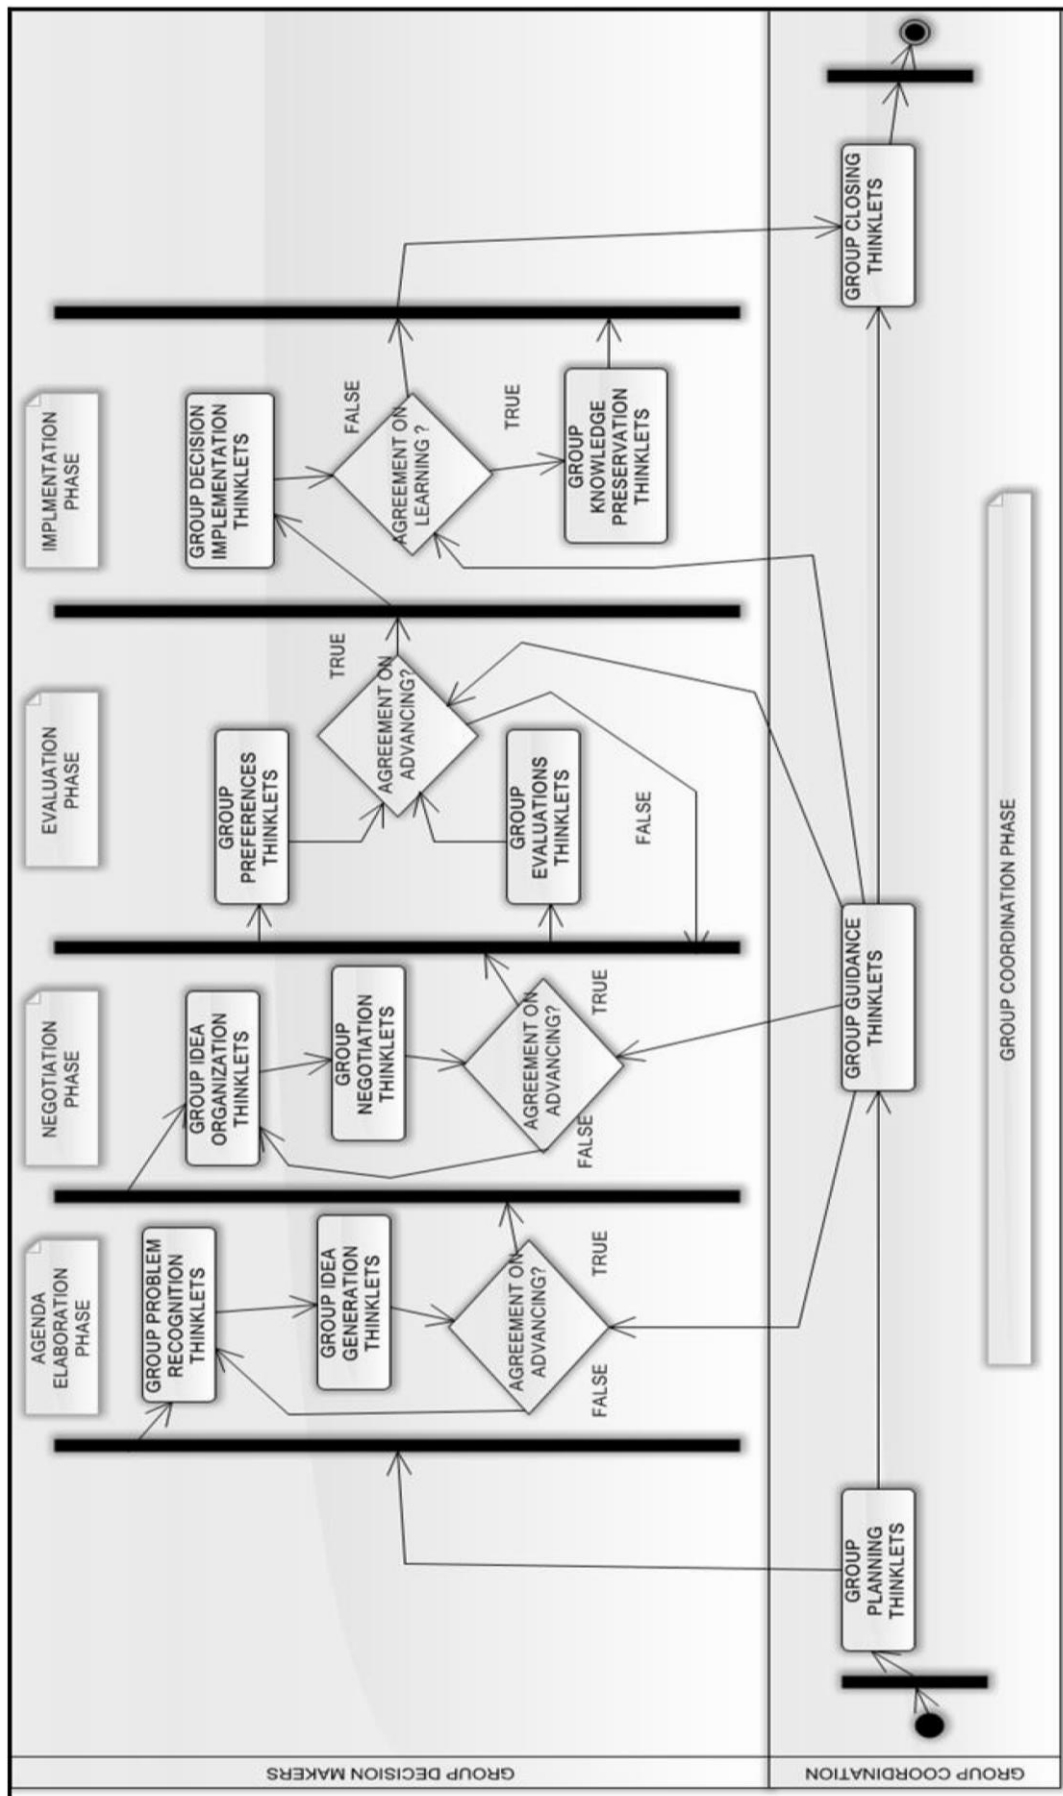 AGENDA
ELABORATION
PHASE
NEGOTIATION
PHASE
EVALUATION
PHASE
IMPLMENTATION
PHASE
GROUP DECISION MAKERS
GROUP PROBLEM
RECOGNITION
THINKLETS
GROUP IDEA
GENERATION
THINKLETS
AGREEMENT ON
ADVANCING?
FALSE
TRUE
GROUP IDEA
ORGANIZATION
THINKLETS
GROUP
NEGOTIATION
THINKLETS
AGREEMENT ON
ADVANCING?
FALSE
TRUE
GROUP
PREFERENCES
THINKLETS
AGREEMENT ON
ADVANCING?
TRUE
GROUP
EVALUATIONS
THINKLETS
FALSE
GROUP DECISION
IMPLEMENTATION
THINKLETS
FALSE
AGREEMENT ON
LEARNING ?
TRUE
GROUP
KNOWLEDGE
PRESERVATION
THINKLETS
GROUP COORDINATION
GROUP
PLANNING
THINKLETS
GROUP GUIDANCE
THINKLETS
GROUP CLOSING
THINKLETS
GROUP COORDINATION PHASE